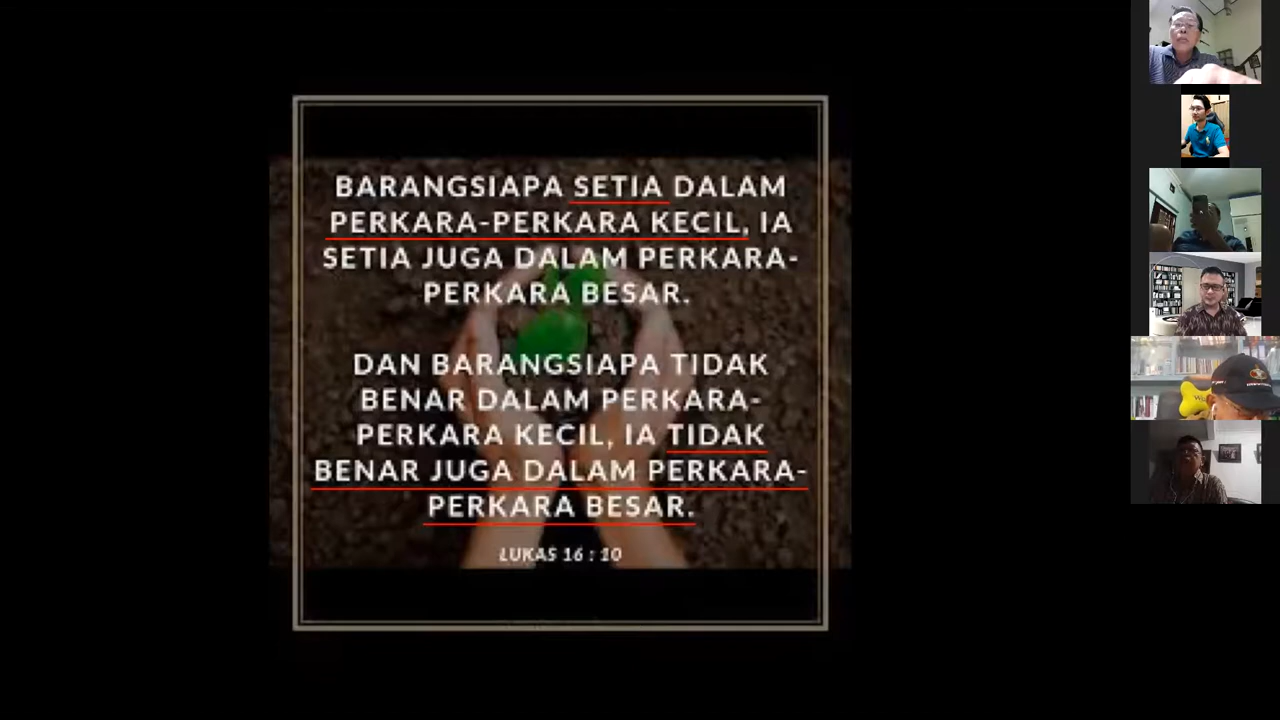 BARANGSIAPA SETIA DALAM
PERKARA-PERKARA KECIL, IA
SETIA JUGA DALAM PERKARA-
PERKARA BESAR.
DAN BARANGSIAPA TIDAK
BENAR DALAM PERKARA-
PERKARA KECIL, IA TIDAK
BENAR JUGA DALAM PERKARA-
PERKARA BESAR.
LUKAS 16 : 10